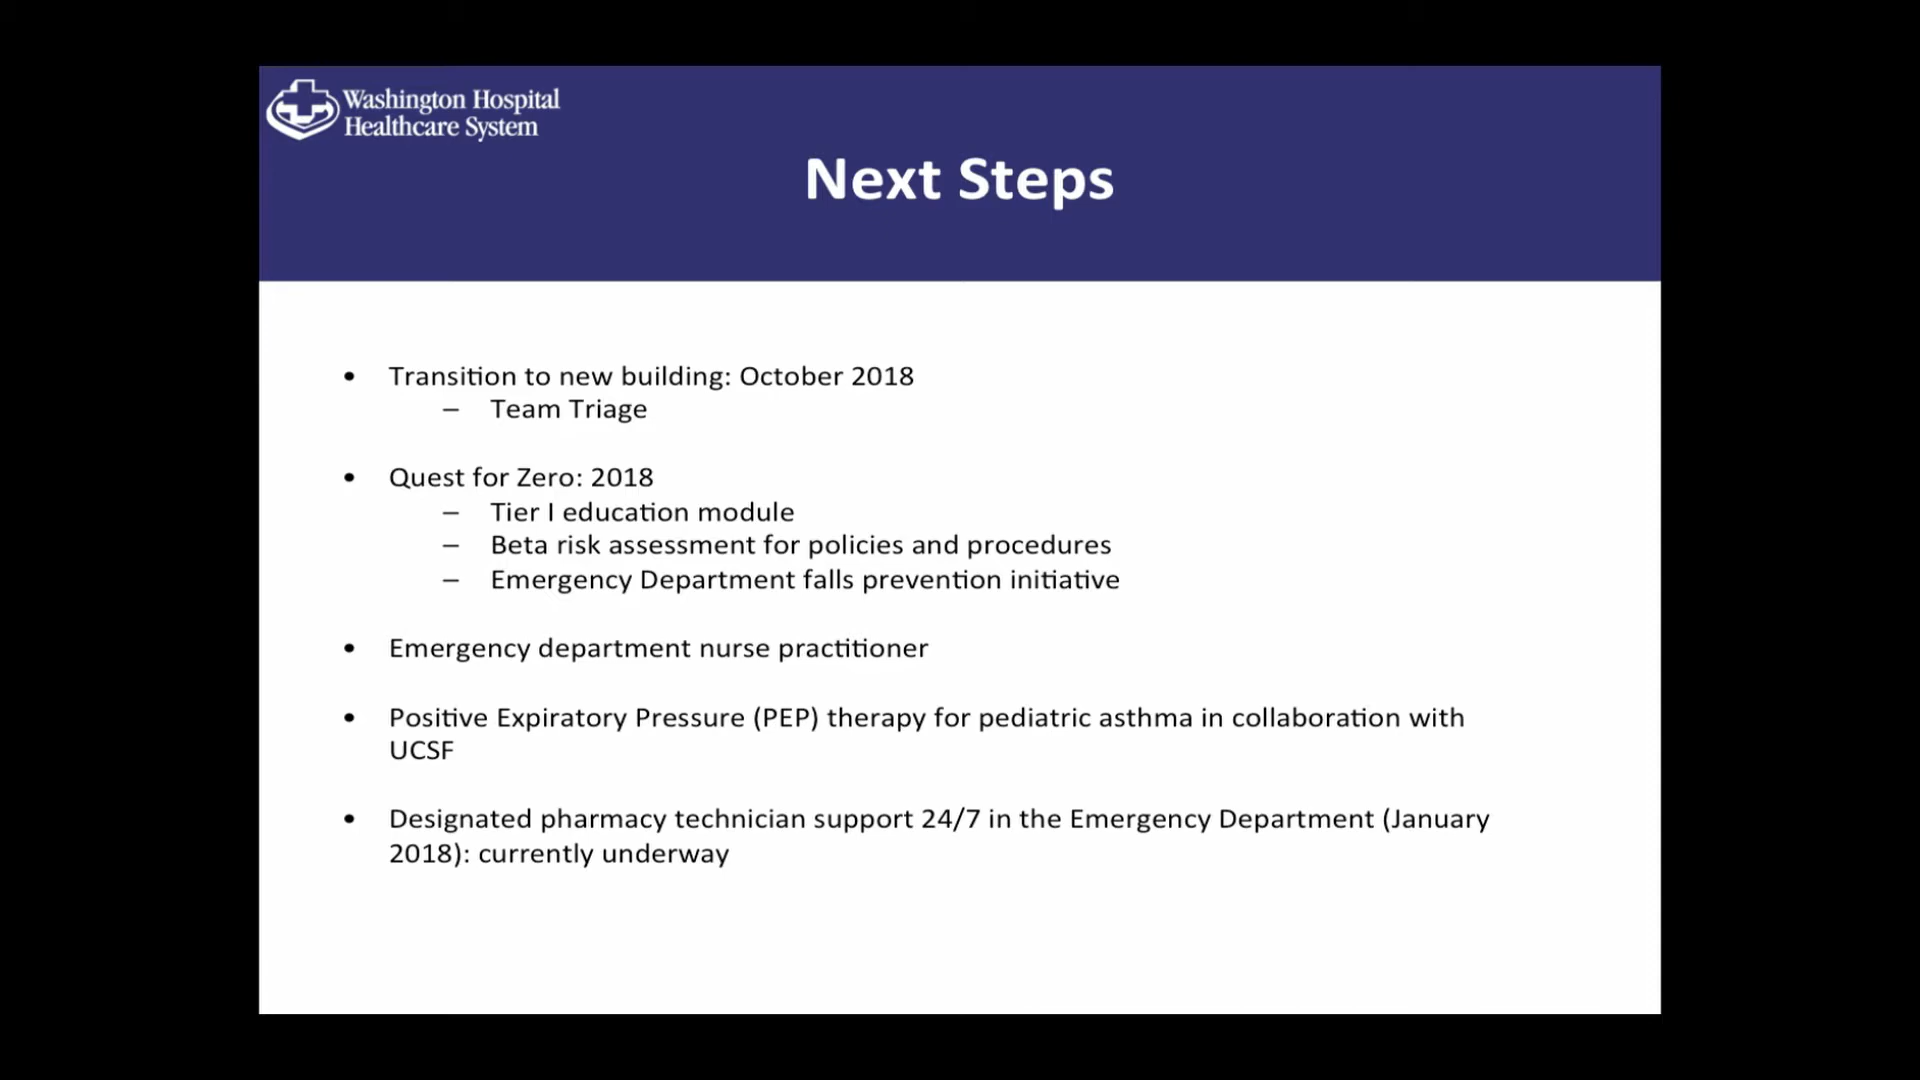 Washington Hospital
Healthcare System
Next Steps
• Transition to new building: October 2018
– Team Triage
• Quest for Zero: 2018
– Tier I education module
– Beta risk assessment for policies and procedures
– Emergency Department falls prevention initiative
• Emergency department nurse practitioner
• Positive Expiratory Pressure (PEP) therapy for pediatric asthma in collaboration with
UCSF
• Designated pharmacy technician support 24/7 in the Emergency Department (January
2018): currently underway